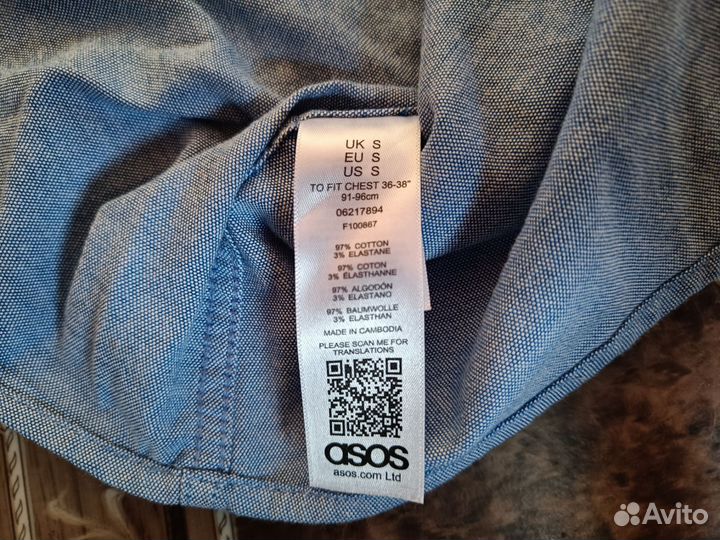 UK S
EU S
US S
TO FIT CHEST 36-38"
91-96cm
06217894
F100867
97% COTTON
3% ELASTANE
97% COTON
3% ÉLASTHANNE
97% ALGODÓN
3% ELASTANO
97% BAUMWOLLE
3% ELASTHAN
MADE IN CAMBODIA
PLEASE SCAN ME FOR
TRANSLATIONS
asos
asos.com Ltd
Avito